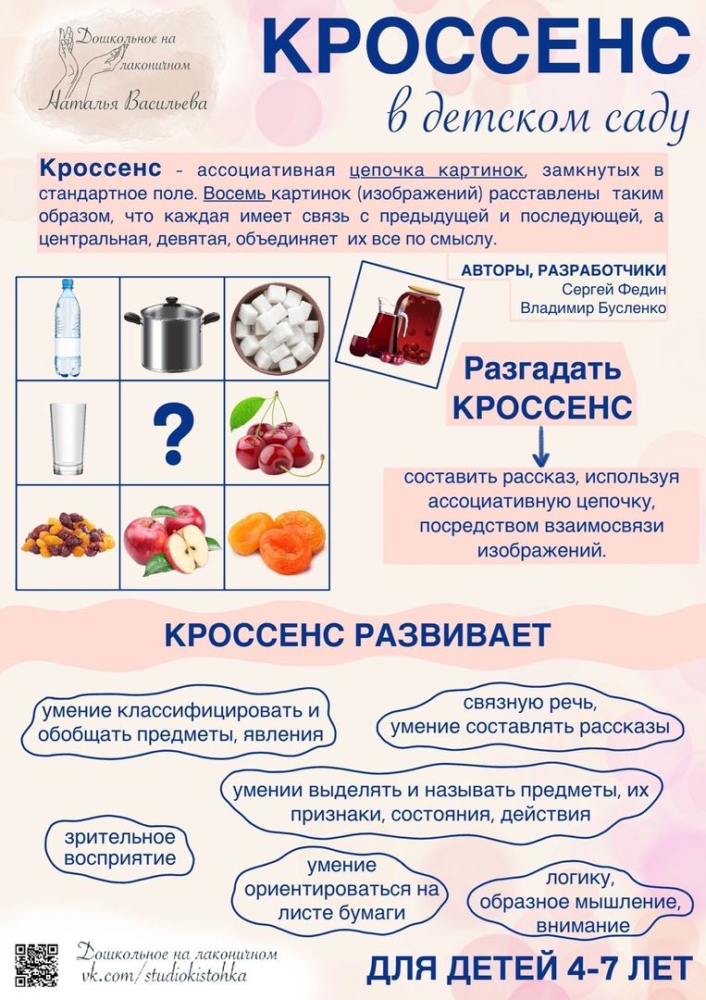 Дошкольное на
лаконичном
Наталья Васильева
КРОССЕНС
в детском саду
Кроссенс - ассоциативная цепочка картинок, замкнутых в
стандартное поле. Восемь картинок (изображений) расставлены таким
образом, что каждая имеет связь с предыдущей и последующей, а
центральная, девятая, объединяет их все по смыслу.
АВТОРЫ, РАЗРАБОТЧИКИ
Сергей Федин
Владимир Бусленко
?
Разгадать
КРОССЕНС
составить рассказ, используя
ассоциативную цепочку,
посредством взаимосвязи
изображений.
КРОССЕНС РАЗВИВАЕТ
умение классифицировать и
обобщать предметы, явления
связную речь,
умение составлять рассказы
умении выделять и называть предметы, их
признаки, состояния, действия
зрительное
восприятие
умение
ориентироваться на
листе бумаги
логику,
образное мышление,
внимание
Дошкольное на лаконичном
vk.com/studiokistohka
ДЛЯ ДЕТЕЙ 4-7 ЛЕТ